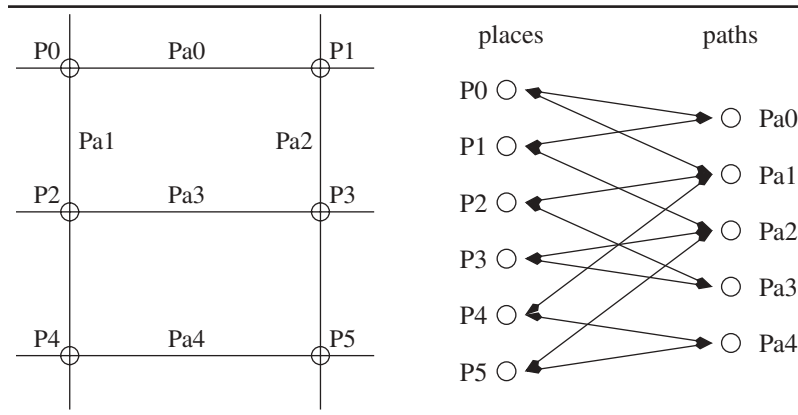 P0 Pa0 P1
Pa1 Pa2
P2 Pa3 P3
P4 Pa4 P5
places paths
P0
Pa0
P1
Pa1
P2
Pa2
P3
Pa3
P4
Pa4
P5